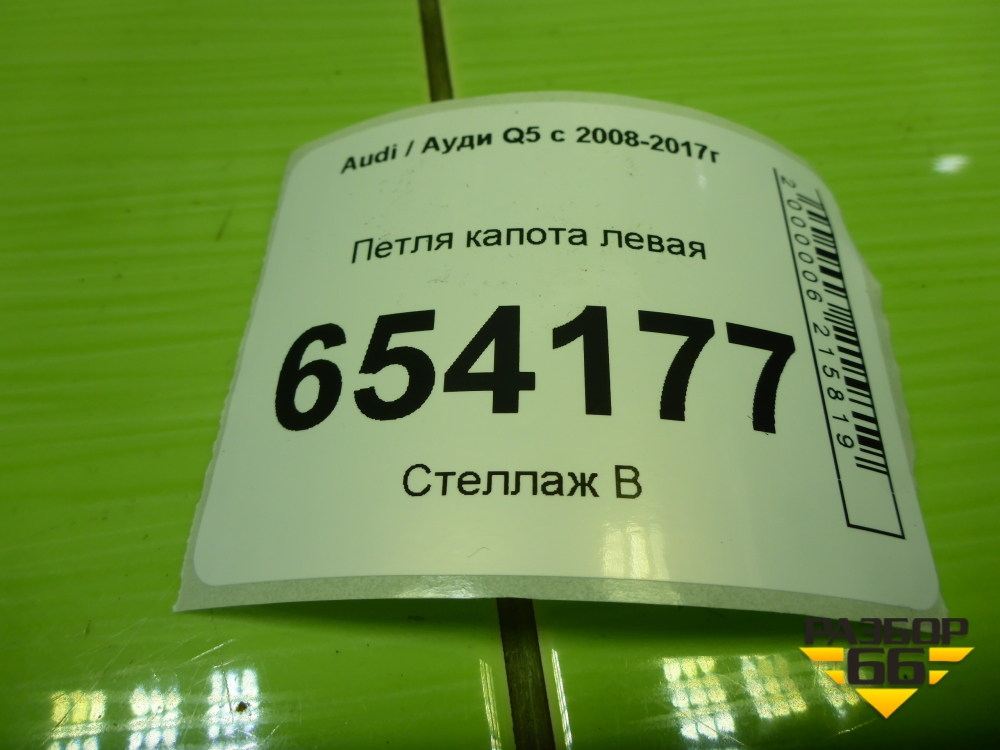 Audi / Ауди Q5 с 2008-2017г
Петля капота левая
654177
Стеллаж В
2000006215819
РАЗБОР
66